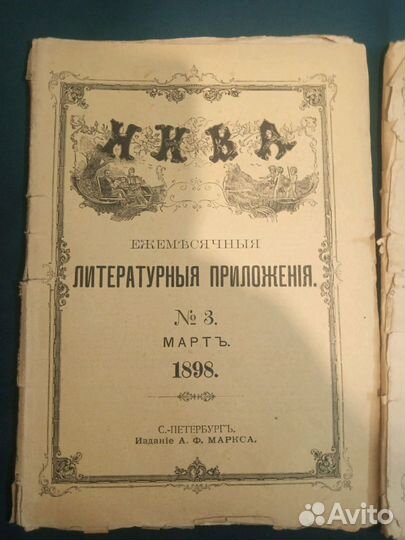 НИВА
ЕЖЕМѢСЯЧНЫЯ
ЛИТЕРАТУРНЫЯ ПРИЛОЖЕНІЯ.
№ 3.
МАРТЪ.
1898.
С.-ПЕТЕРБУРГЪ.
Изданіе А. Ф. МАРКСА.
Avito